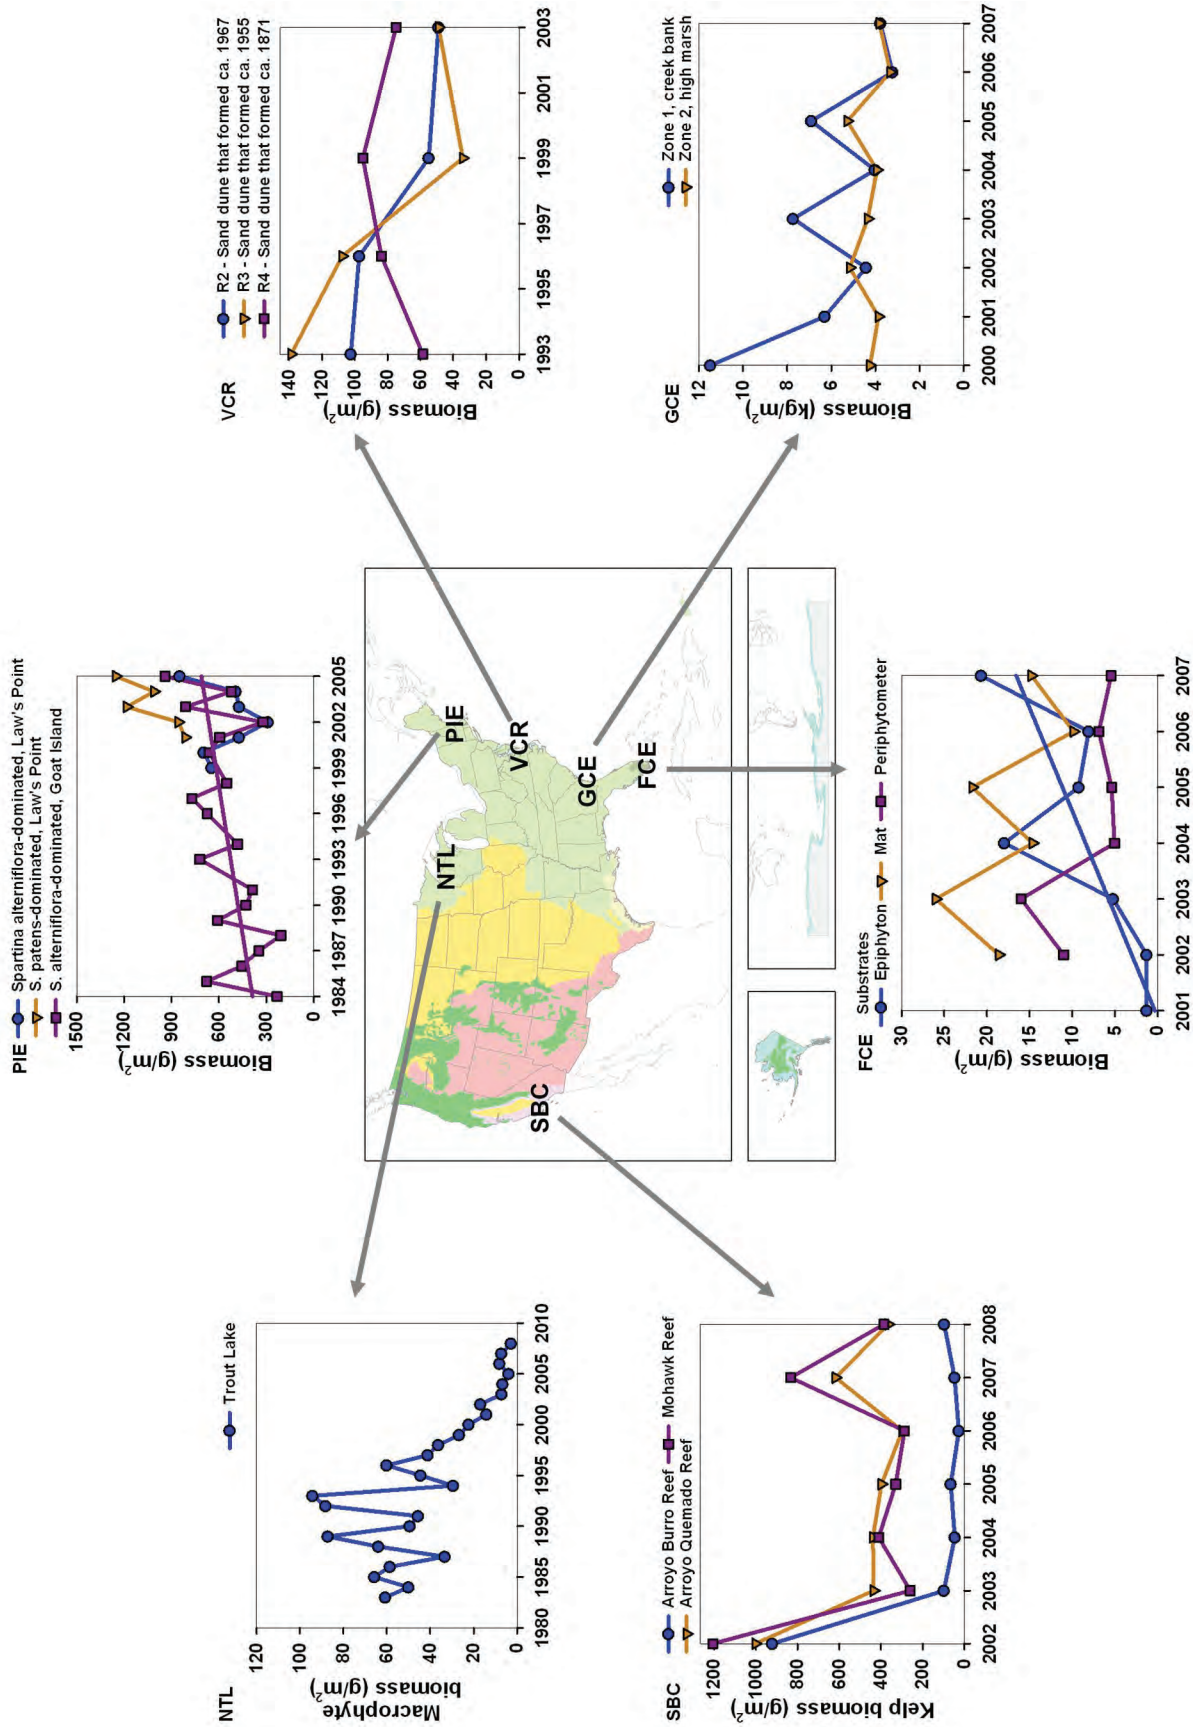 NTL
Trout Lake
Macrophyte
biomass (g/m²)
120
100
80
60
40
20
0
1980 1985 1990 1995 2000 2005 2010
PIE
Spartina alterniflora-dominated, Law's Point
S. patens-dominated, Law's Point
S. alterniflora-dominated, Goat Island
Biomass (g/m²)
1500
1200
900
600
300
0
1984 1987 1990 1993 1996 1999 2002 2005
VCR
R2 - Sand dune that formed ca. 1967
R3 - Sand dune that formed ca. 1955
R4 - Sand dune that formed ca. 1871
Biomass (g/m²)
140
120
100
80
60
40
20
0
1993 1995 1997 1999 2001 2003
NTL
PIE
VCR
SBC
GCE
FCE
SBC
Arroyo Burro Reef
Mohawk Reef
Arroyo Quemado Reef
Kelp biomass (g/m²)
1200
1000
800
600
400
200
0
2002 2003 2004 2005 2006 2007 2008
FCE
Substrates
Epiphyton
Mat
Periphytometer
Biomass (g/m²)
30
25
20
15
10
5
0
2001 2002 2003 2004 2005 2006 2007
GCE
Zone 1, creek bank
Zone 2, high marsh
Biomass (kg/m²)
12
10
8
6
4
2
0
2000 2001 2002 2003 2004 2005 2006 2007